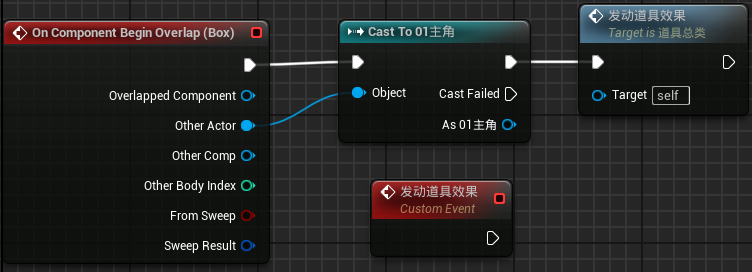 On Component Begin Overlap (Box)
Overlapped Component
Other Actor
Other Comp
Other Body Index
From Sweep
Sweep Result
Cast To 01主角
Object
Cast Failed
As 01主角
发动道具效果
Target is 道具总类
Target self
发动道具效果
Custom Event